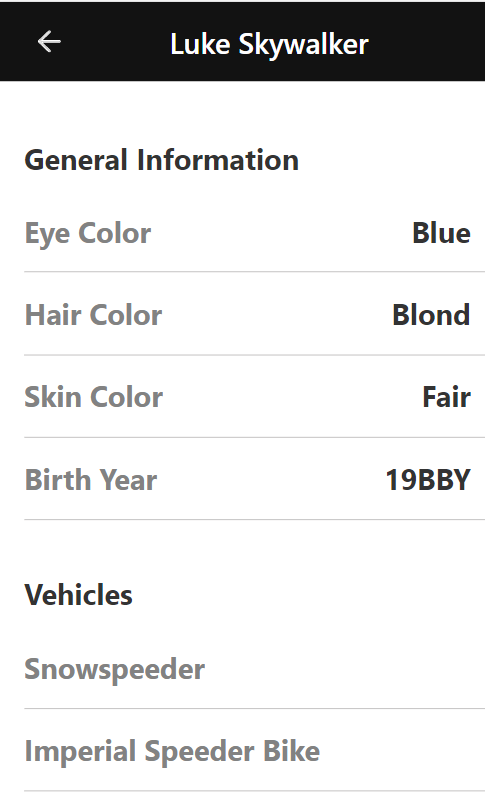 Luke Skywalker
General Information
Eye Color Blue
Hair Color Blond
Skin Color Fair
Birth Year 19BBY
Vehicles
Snowspeeder
Imperial Speeder Bike